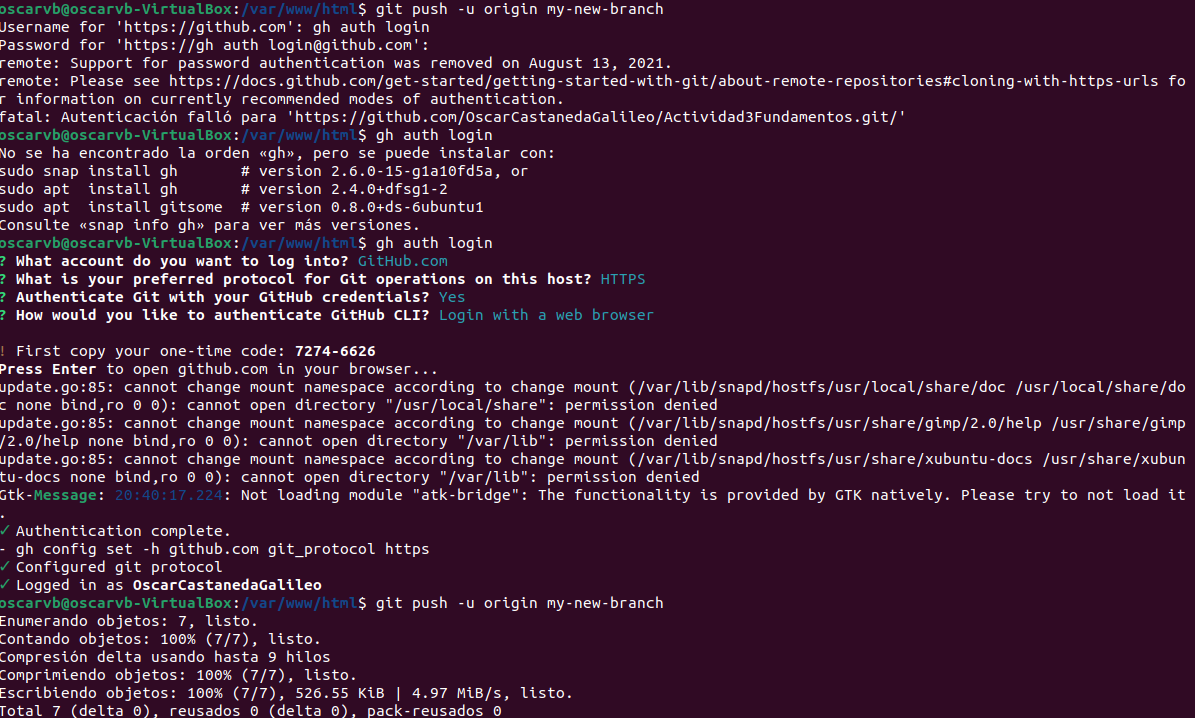 oscarvb@oscarvb-VirtualBox:/var/www/html$ git push -u origin my-new-branch
Username for 'https://github.com': gh auth login
Password for 'https://gh auth login@github.com':
remote: Support for password authentication was removed on August 13, 2021.
remote: Please see https://docs.github.com/get-started/getting-started-with-git/about-remote-repositories#cloning-with-https-urls fo
r information on currently recommended modes of authentication.
fatal: Autenticación falló para 'https://github.com/OscarCastanedaGalileo/Actividad3Fundamentos.git/'
oscarvb@oscarvb-VirtualBox:/var/www/html$ gh auth login
No se ha encontrado la orden «gh», pero se puede instalar con:
sudo snap install gh       # version 2.6.0-15-g1a10fd5a, or
sudo apt  install gh       # version 2.4.0+dfsg1-2
sudo apt  install gitsome  # version 0.8.0+ds-6ubuntu1
Consulte «snap info gh» para ver más versiones.
oscarvb@oscarvb-VirtualBox:/var/www/html$ gh auth login
? What account do you want to log into? GitHub.com
? What is your preferred protocol for Git operations on this host? HTTPS
? Authenticate Git with your GitHub credentials? Yes
? How would you like to authenticate GitHub CLI? Login with a web browser
! First copy your one-time code: 7274-6626
Press Enter to open github.com in your browser...
update.go:85: cannot change mount namespace according to change mount (/var/lib/snapd/hostfs/usr/local/share/doc /usr/local/share/do
c none bind,ro 0 0): cannot open directory "/usr/local/share": permission denied
update.go:85: cannot change mount namespace according to change mount (/var/lib/snapd/hostfs/usr/share/gimp/2.0/help /usr/share/gimp
/2.0/help none bind,ro 0 0): cannot open directory "/var/lib": permission denied
update.go:85: cannot change mount namespace according to change mount (/var/lib/snapd/hostfs/usr/share/xubuntu-docs /usr/share/xubun
tu-docs none bind,ro 0 0): cannot open directory "/var/lib": permission denied
Gtk-Message: 20:40:17.224: Not loading module "atk-bridge": The functionality is provided by GTK natively. Please try to not load it
.
✓ Authentication complete.
- gh config set -h github.com git_protocol https
✓ Configured git protocol
✓ Logged in as OscarCastanedaGalileo
oscarvb@oscarvb-VirtualBox:/var/www/html$ git push -u origin my-new-branch
Enumerando objetos: 7, listo.
Contando objetos: 100% (7/7), listo.
Compresión delta usando hasta 9 hilos
Comprimiendo objetos: 100% (7/7), listo.
Escribiendo objetos: 100% (7/7), 526.55 KiB | 4.97 MiB/s, listo.
Total 7 (delta 0), reusados 0 (delta 0), pack-reusados 0